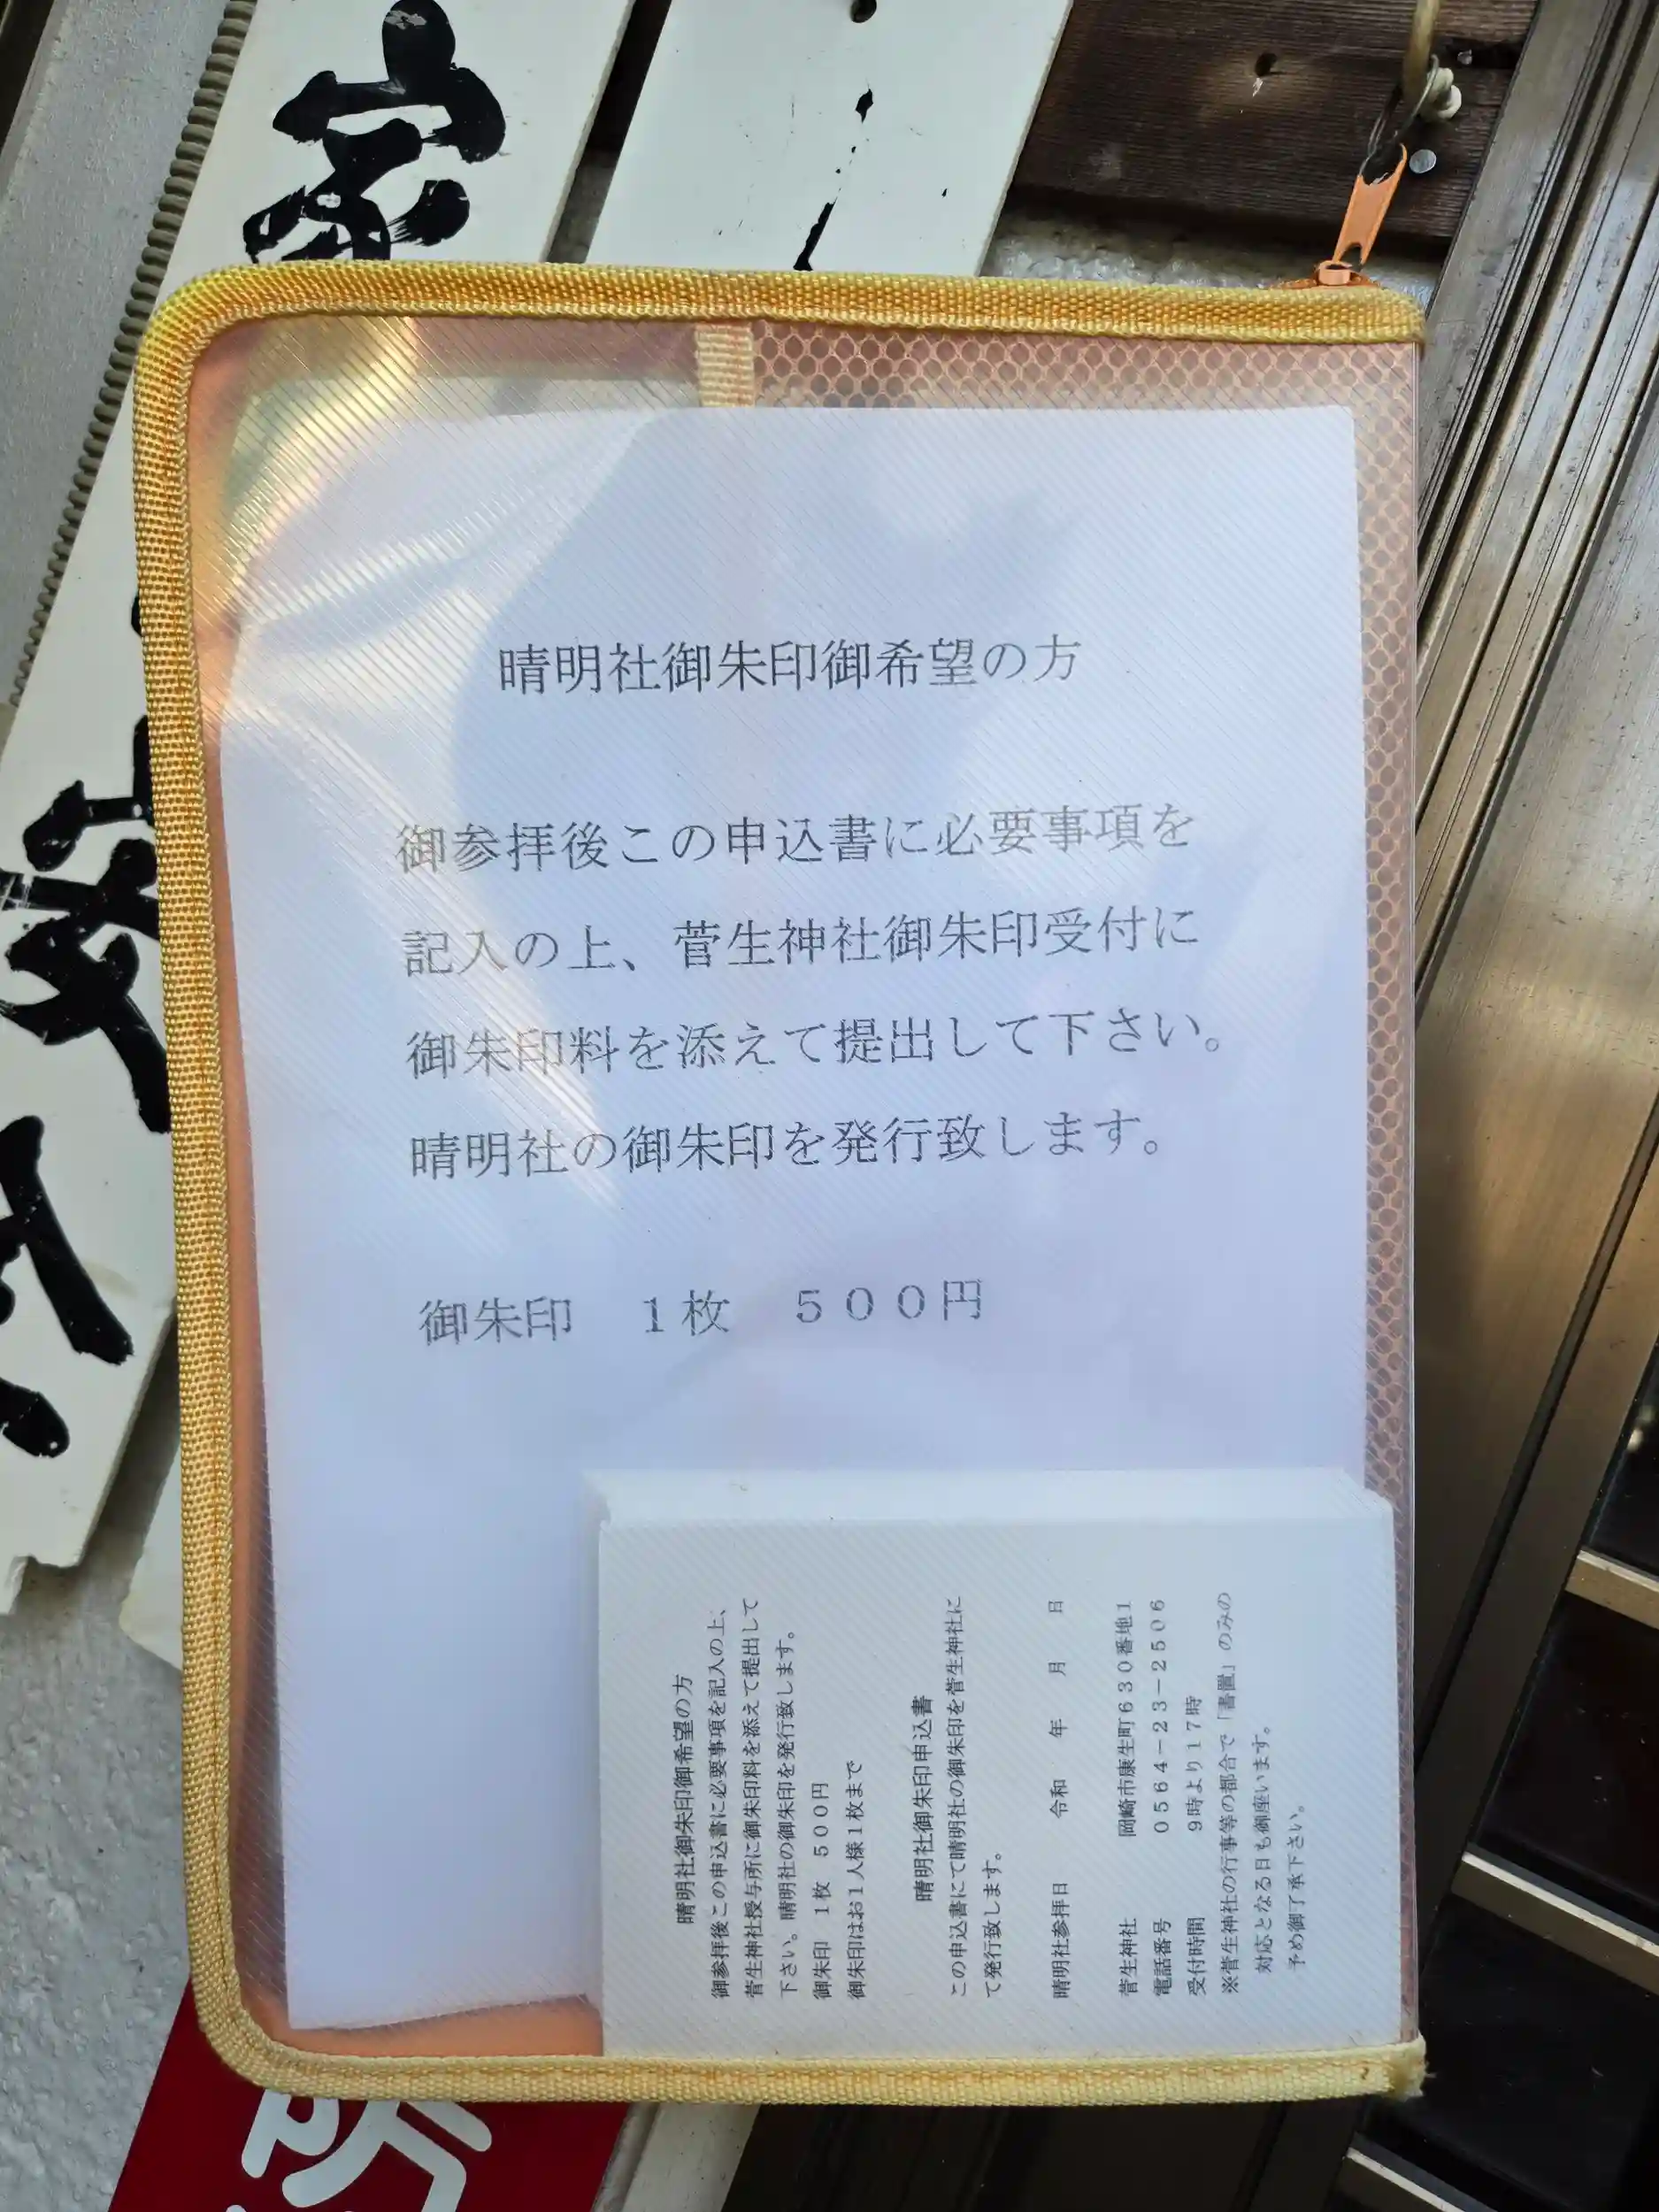 晴明社御朱印御希望の方
御参拝後この申込書に必要事項を
記入の上、菅生神社御朱印受付に
御朱印料を添えて提出して下さい。
晴明社の御朱印を発行致します。
御朱印　１枚　５００円
晴明社御朱印御希望の方
御参拝後この申込書に必要事項を記入の上、
菅生神社授与所に御朱印料を添えて提出して
下さい。晴明社の御朱印を発行致します。
御朱印　１枚　５００円
御朱印はお１人様１枚まで
晴明社御朱印申込書
この申込書にて晴明社の御朱印を菅生神社に
て発行致します。
晴明社参拝日　　令和　　年　　月　　日
菅生神社　　岡崎市康生町６３０番地１
電話番号　　０５６４－２３－２５０６
受付時間　　９時より１７時
※菅生神社の行事等の都合で「書置」のみの
対応となる日も御座います。
予め御了承下さい。